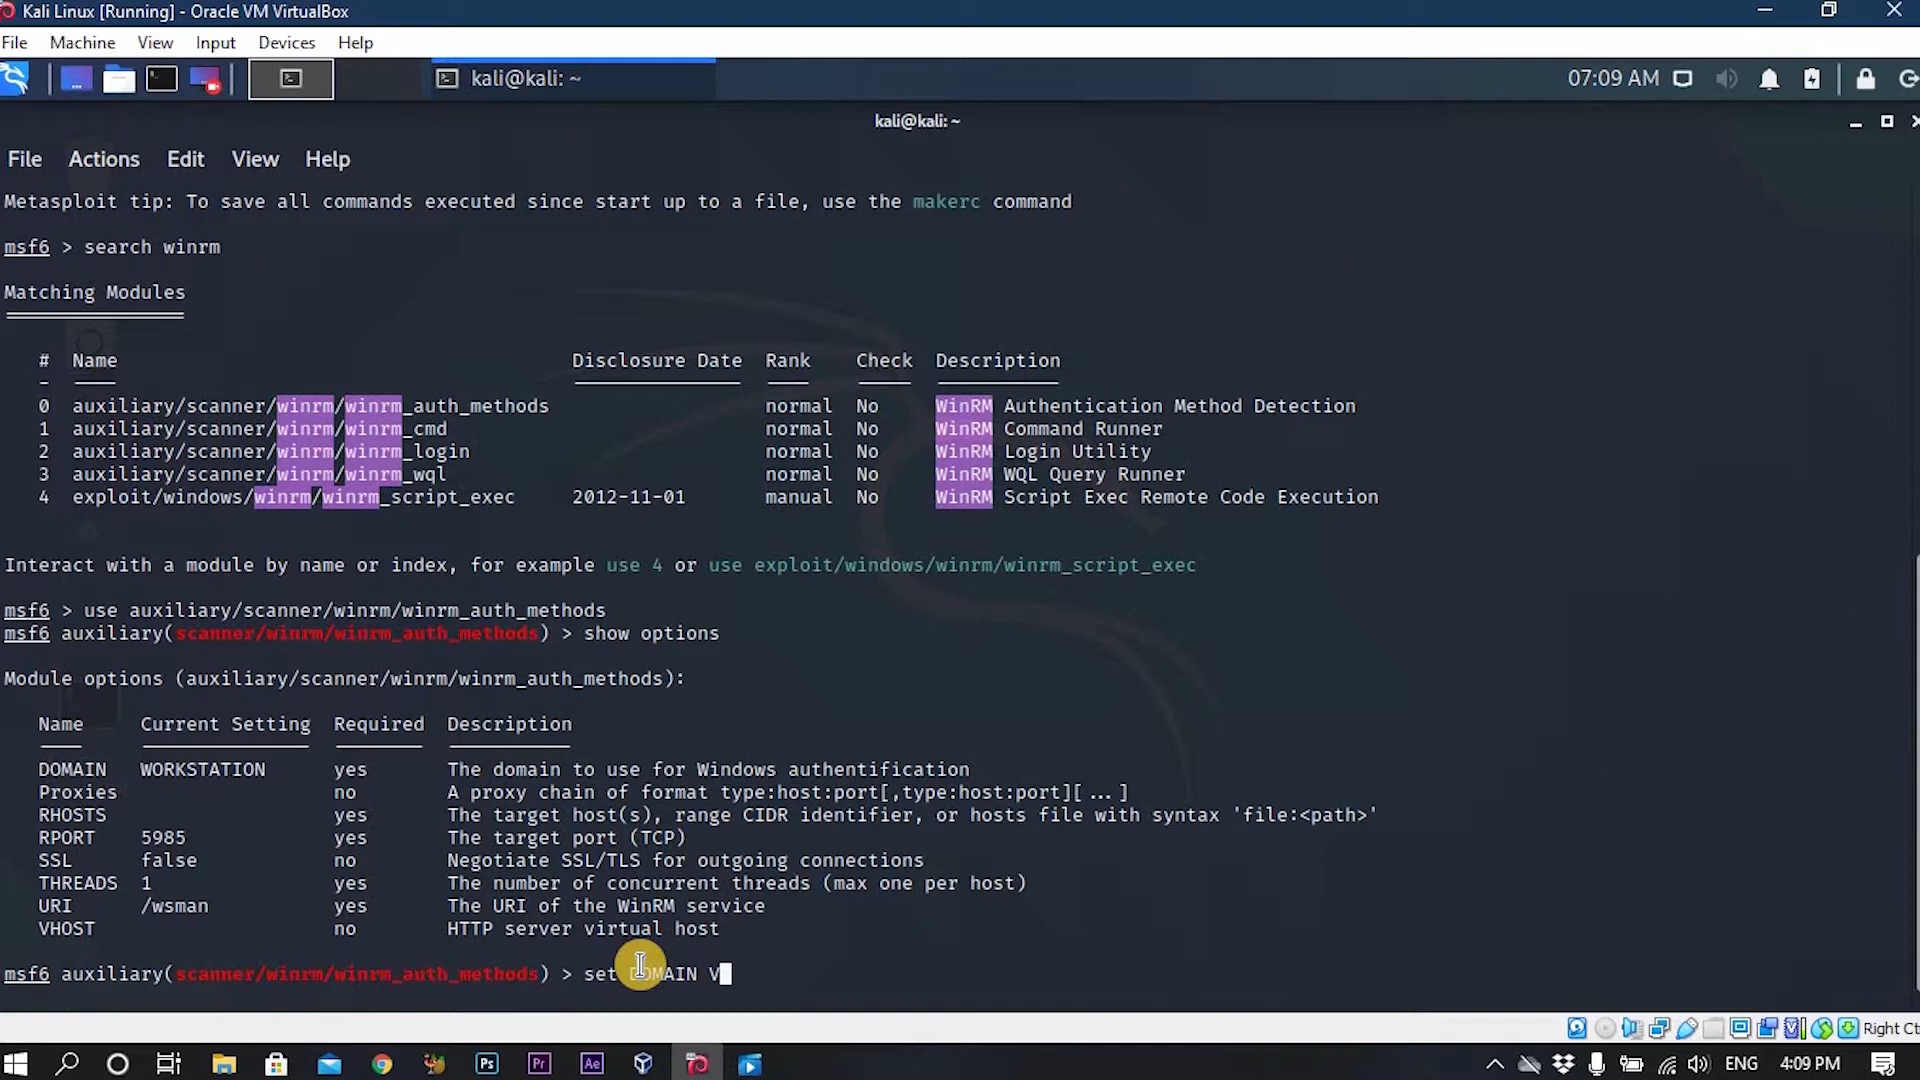 Kali Linux [Running] - Oracle VM VirtualBox
File Machine View Input Devices Help
kali@kali: ~ 07:09 AM
kali@kali: ~
File Actions Edit View Help
Metasploit tip: To save all commands executed since start up to a file, use the makerc command
msf6 > search winrm
Matching Modules
# Name Disclosure Date Rank Check Description
0 auxiliary/scanner/winrm/winrm_auth_methods normal No WinRM Authentication Method Detection
1 auxiliary/scanner/winrm/winrm_cmd normal No WinRM Command Runner
2 auxiliary/scanner/winrm/winrm_login normal No WinRM Login Utility
3 auxiliary/scanner/winrm/winrm_wql normal No WinRM WQL Query Runner
4 exploit/windows/winrm/winrm_script_exec 2012-11-01 manual No WinRM Script Exec Remote Code Execution
Interact with a module by name or index, for example use 4 or use exploit/windows/winrm/winrm_script_exec
msf6 > use auxiliary/scanner/winrm/winrm_auth_methods
msf6 auxiliary(scanner/winrm/winrm_auth_methods) > show options
Module options (auxiliary/scanner/winrm/winrm_auth_methods):
Name Current Setting Required Description
DOMAIN WORKSTATION yes The domain to use for Windows authentification
Proxies no A proxy chain of format type:host:port[,type:host:port][...]
RHOSTS yes The target host(s), range CIDR identifier, or hosts file with syntax 'file:<path>'
RPORT 5985 yes The target port (TCP)
SSL false no Negotiate SSL/TLS for outgoing connections
THREADS 1 yes The number of concurrent threads (max one per host)
URI /wsman yes The URI of the WinRM service
VHOST no HTTP server virtual host
msf6 auxiliary(scanner/winrm/winrm_auth_methods) > set DOMAIN V
Right Ct
Ps Pr Ae ENG 4:09 PM